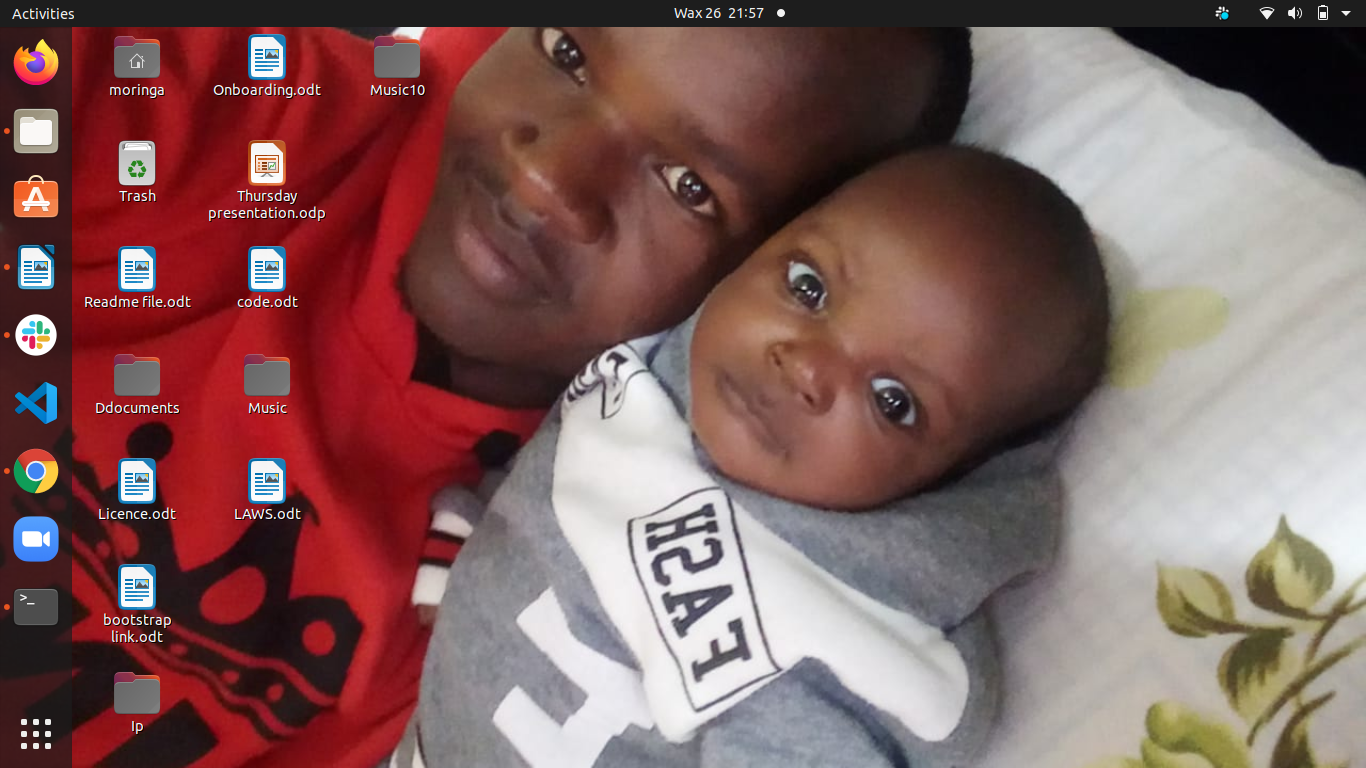 Activities
Wax 26 21:57
moringa
Onboarding.odt
Music10
Trash
Thursday
presentation.odp
Readme file.odt
code.odt
Ddocuments
Music
Licence.odt
LAWS.odt
bootstrap
link.odt
Ip
FASH